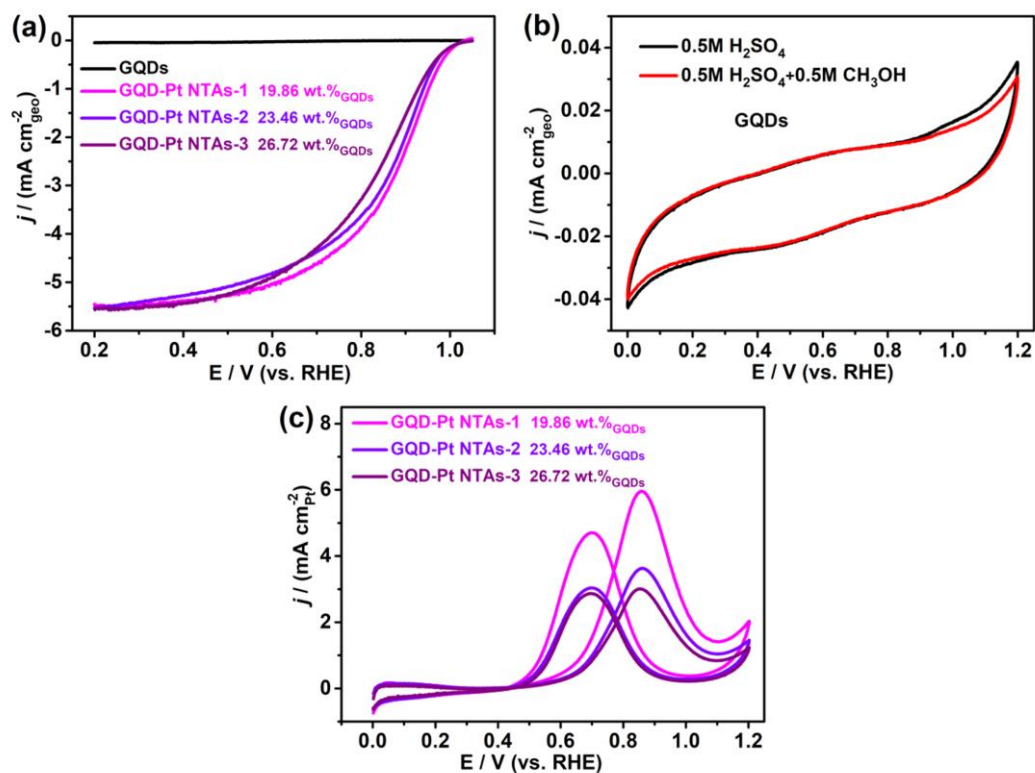 (a)
GQDs
GQD-Pt NTAs-1 19.86 wt.%GQDs
GQD-Pt NTAs-2 23.46 wt.%GQDs
GQD-Pt NTAs-3 26.72 wt.%GQDs
j / (mA cm-2geo)
0
-1
-2
-3
-4
-5
-6
0.2 0.4 0.6 0.8 1.0
E / V (vs. RHE)
(b)
0.5M H2SO4
0.5M H2SO4+0.5M CH3OH
GQDs
j / (mA cm-2geo)
0.04
0.02
0.00
-0.02
-0.04
0.0 0.2 0.4 0.6 0.8 1.0 1.2
E / V (vs. RHE)
(c)
GQD-Pt NTAs-1 19.86 wt.%GQDs
GQD-Pt NTAs-2 23.46 wt.%GQDs
GQD-Pt NTAs-3 26.72 wt.%GQDs
j / (mA cm-2Pt)
8
6
4
2
0
0.0 0.2 0.4 0.6 0.8 1.0 1.2
E / V (vs. RHE)